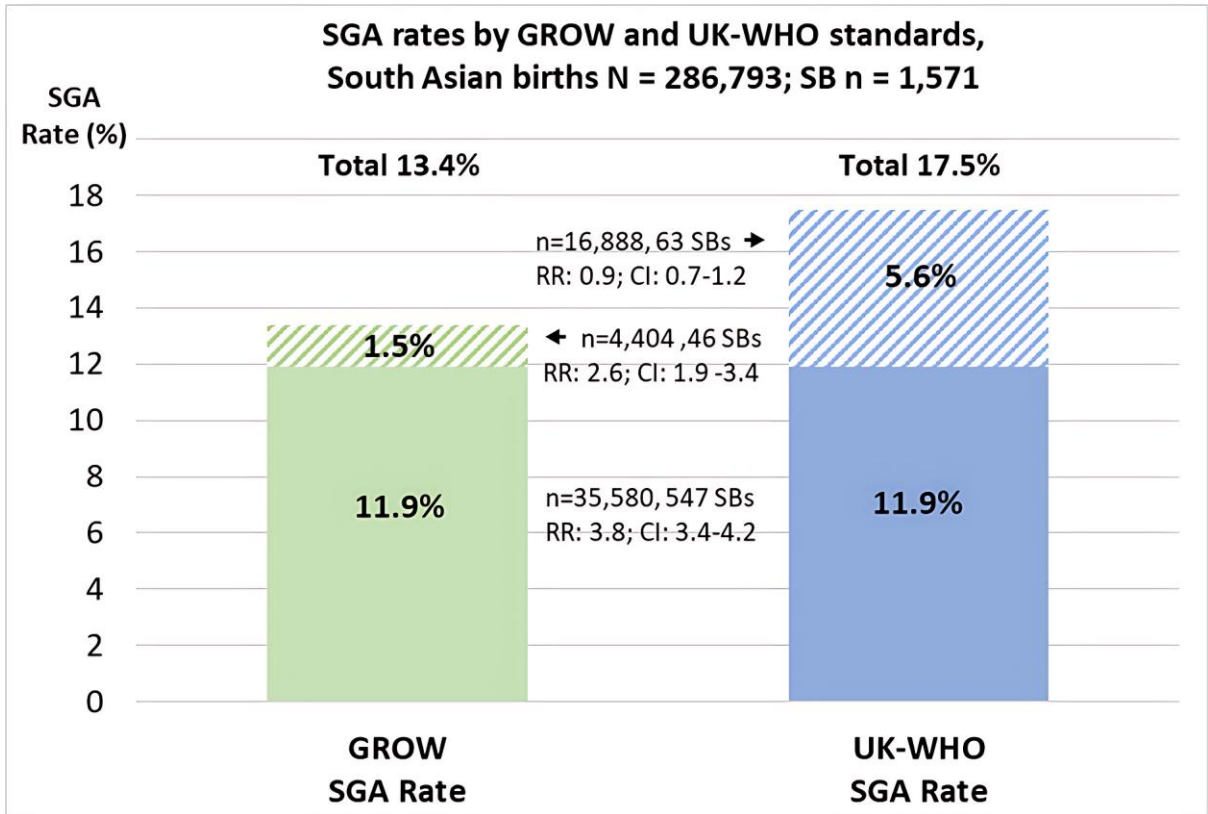 SGA rates by GROW and UK-WHO standards,
South Asian births N = 286,793; SB n = 1,571
SGA
Rate (%)
Total 13.4%
Total 17.5%
18
16
14
12
10
8
6
4
2
0
n=16,888, 63 SBs →
RR: 0.9; CI: 0.7-1.2
5.6%
1.5%
← n=4,404 ,46 SBs
RR: 2.6; CI: 1.9 -3.4
11.9%
n=35,580, 547 SBs
RR: 3.8; CI: 3.4-4.2
11.9%
GROW
SGA Rate
UK-WHO
SGA Rate